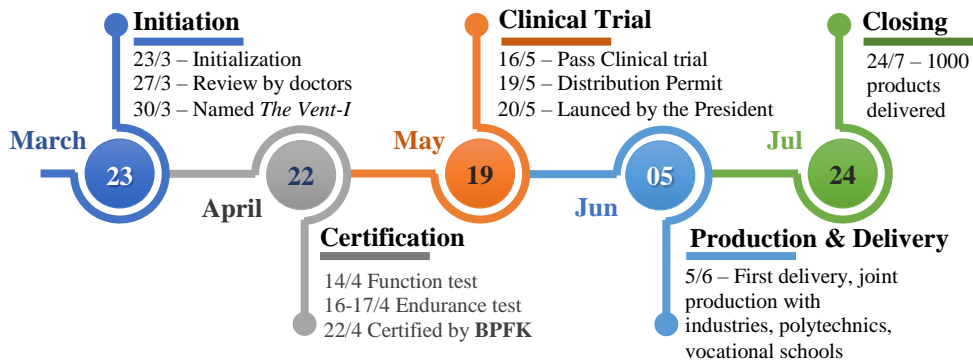 Initiation
23/3 – Initialization
27/3 – Review by doctors
30/3 – Named The Vent-I
March
23
April
22
Certification
14/4 Function test
16-17/4 Endurance test
22/4 Certified by BPFK
Clinical Trial
16/5 – Pass Clinical trial
19/5 – Distribution Permit
20/5 – Launced by the President
May
19
Jun
05
Production & Delivery
5/6 – First delivery, joint
production with
industries, polytechnics,
vocational schools
Closing
24/7 – 1000
products
delivered
Jul
24